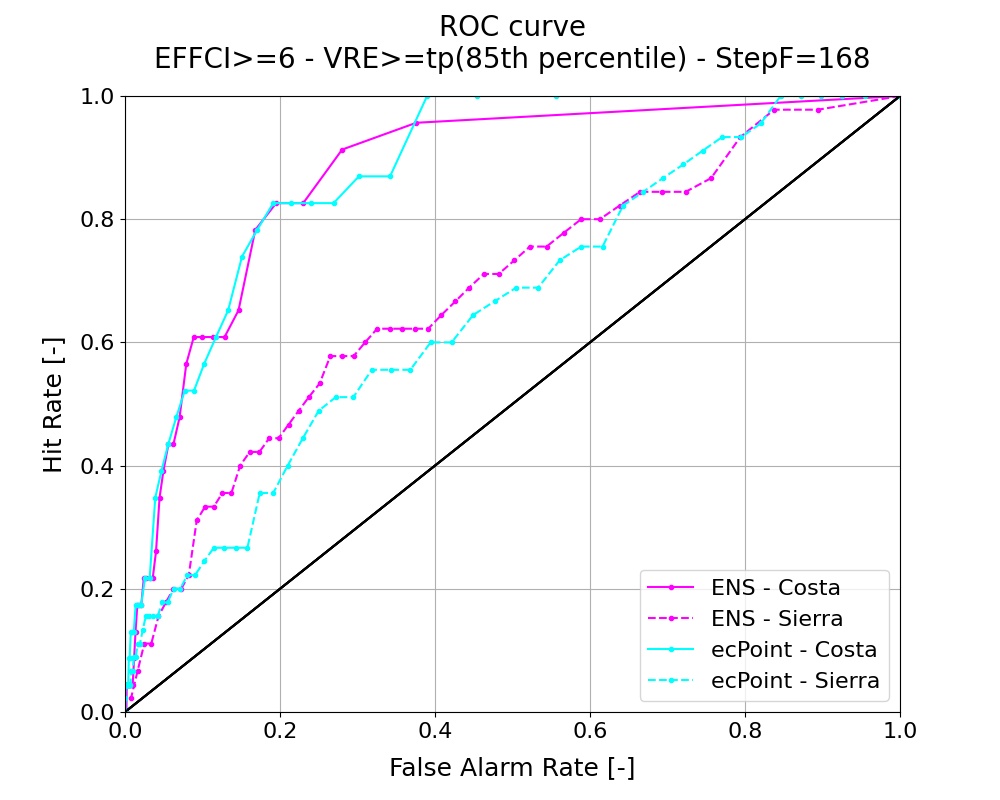 ROC curve
EFFCI>=6 - VRE>=tp(85th percentile) - StepF=168
1.0
0.8
0.6
0.4
0.2
0.0
Hit Rate [-]
0.0 0.2 0.4 0.6 0.8 1.0
False Alarm Rate [-]
ENS - Costa
ENS - Sierra
ecPoint - Costa
ecPoint - Sierra